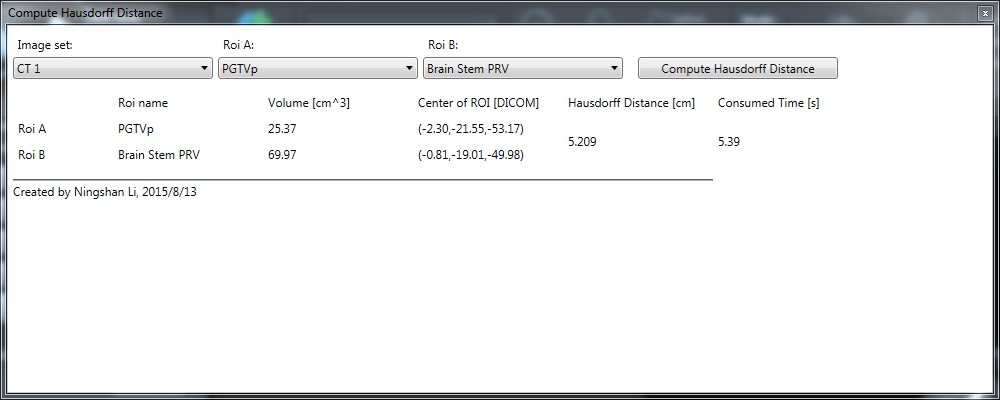 Compute Hausdorff Distance
Image set: Roi A: Roi B:
CT 1 PGTVp Brain Stem PRV Compute Hausdorff Distance
Roi name Volume [cm^3] Center of ROI [DICOM] Hausdorff Distance [cm] Consumed Time [s]
Roi A PGTVp 25.37 (-2.30,-21.55,-53.17)
5.209 5.39
Roi B Brain Stem PRV 69.97 (-0.81,-19.01,-49.98)
Created by Ningshan Li, 2015/8/13